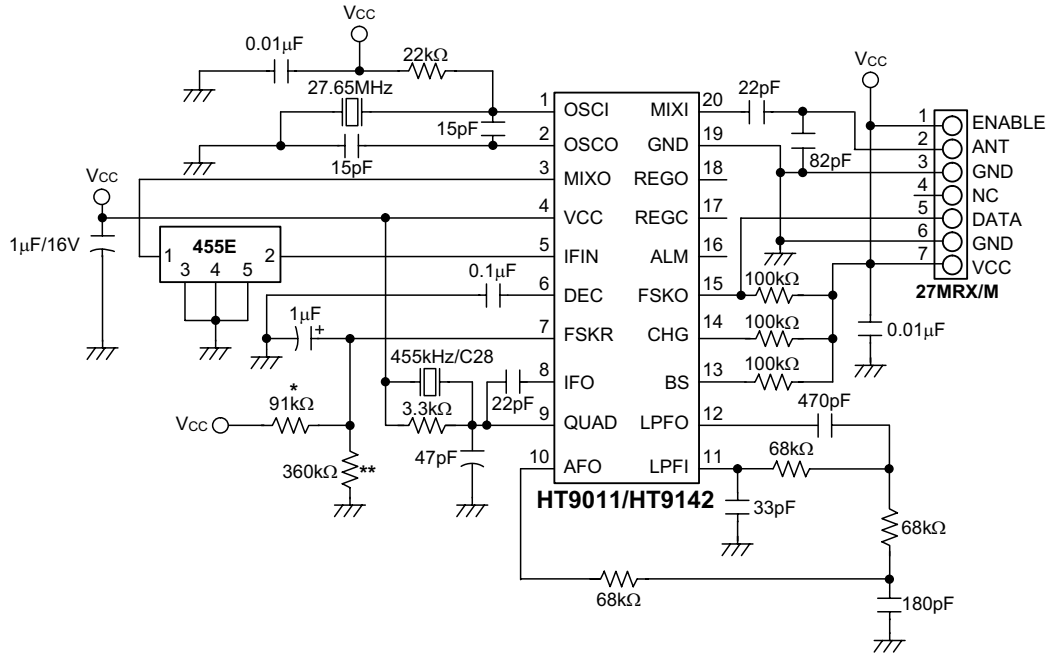 VCC
0.01μF
22kΩ
27.65MHz
15pF
15pF
VCC
1μF/16V
455E
1 2
3 4 5
0.1μF
1μF
+
455kHz/C28
3.3kΩ
22pF
47pF
*
91kΩ
VCC
360kΩ **
1 OSCI MIXI 20
2 OSCO GND 19
3 MIXO REGO 18
4 VCC REGC 17
5 IFIN ALM 16
6 DEC FSKO 15
7 FSKR CHG 14
8 IFO BS 13
9 QUAD LPFO 12
10 AFO LPFI 11
HT9011/HT9142
22pF
82pF
VCC
1 ENABLE
2 ANT
3 GND
4 NC
5 DATA
6 GND
7 VCC
27MRX/M
100kΩ
100kΩ
100kΩ
0.01μF
470pF
68kΩ
33pF
68kΩ
68kΩ
180pF